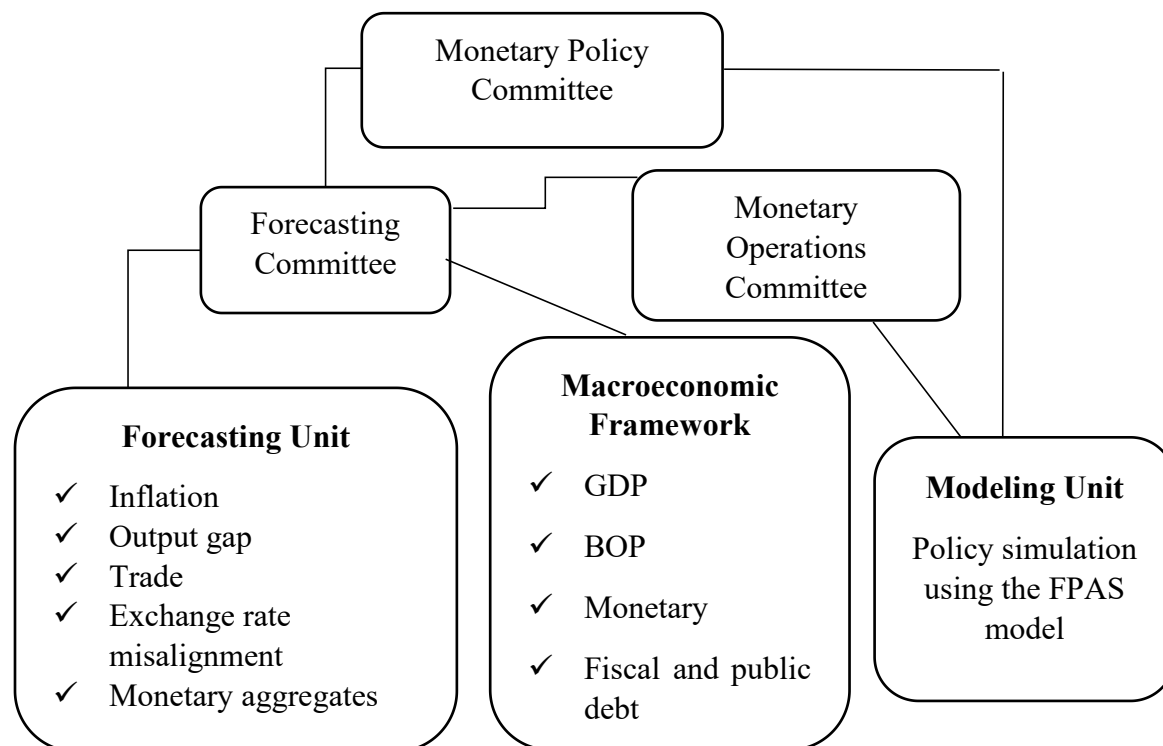 Monetary Policy
Committee
Forecasting
Committee
Monetary
Operations
Committee
Forecasting Unit
✓ Inflation
✓ Output gap
✓ Trade
✓ Exchange rate
misalignment
✓ Monetary aggregates
Macroeconomic
Framework
✓ GDP
✓ BOP
✓ Monetary
✓ Fiscal and public
debt
Modeling Unit
Policy simulation
using the FPAS
model